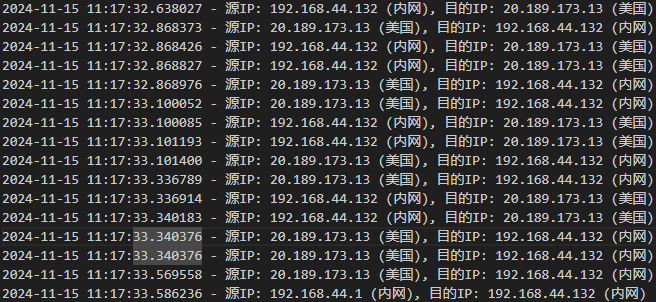 2024-11-15 11:17:32.638027 - 源IP: 192.168.44.132 (内网), 目的IP: 20.189.173.13 (美国)
2024-11-15 11:17:32.868373 - 源IP: 20.189.173.13 (美国), 目的IP: 192.168.44.132 (内网)
2024-11-15 11:17:32.868426 - 源IP: 192.168.44.132 (内网), 目的IP: 20.189.173.13 (美国)
2024-11-15 11:17:32.868827 - 源IP: 192.168.44.132 (内网), 目的IP: 20.189.173.13 (美国)
2024-11-15 11:17:32.868976 - 源IP: 20.189.173.13 (美国), 目的IP: 192.168.44.132 (内网)
2024-11-15 11:17:33.100052 - 源IP: 20.189.173.13 (美国), 目的IP: 192.168.44.132 (内网)
2024-11-15 11:17:33.100085 - 源IP: 192.168.44.132 (内网), 目的IP: 20.189.173.13 (美国)
2024-11-15 11:17:33.101193 - 源IP: 192.168.44.132 (内网), 目的IP: 20.189.173.13 (美国)
2024-11-15 11:17:33.101400 - 源IP: 20.189.173.13 (美国), 目的IP: 192.168.44.132 (内网)
2024-11-15 11:17:33.336789 - 源IP: 20.189.173.13 (美国), 目的IP: 192.168.44.132 (内网)
2024-11-15 11:17:33.336914 - 源IP: 192.168.44.132 (内网), 目的IP: 20.189.173.13 (美国)
2024-11-15 11:17:33.340183 - 源IP: 192.168.44.132 (内网), 目的IP: 20.189.173.13 (美国)
2024-11-15 11:17:33.340376 - 源IP: 20.189.173.13 (美国), 目的IP: 192.168.44.132 (内网)
2024-11-15 11:17:33.340376 - 源IP: 20.189.173.13 (美国), 目的IP: 192.168.44.132 (内网)
2024-11-15 11:17:33.569558 - 源IP: 20.189.173.13 (美国), 目的IP: 192.168.44.132 (内网)
2024-11-15 11:17:33.586236 - 源IP: 192.168.44.1 (内网), 目的IP: 192.168.44.132 (内网)